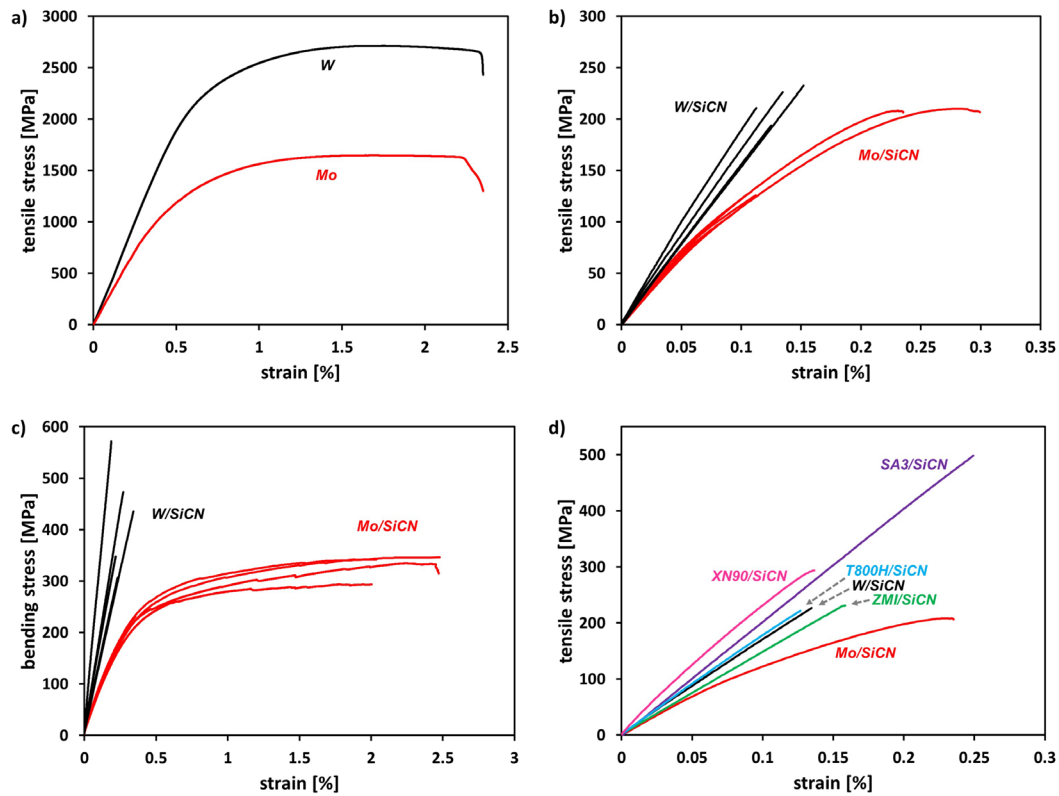 a)
3000
2500
2000
1500
1000
500
0
tensile stress [MPa]
W
Mo
0 0.5 1 1.5 2 2.5
strain [%]
b)
250
200
150
100
50
0
tensile stress [MPa]
W/SiCN
Mo/SiCN
0 0.05 0.1 0.15 0.2 0.25 0.3 0.35
strain [%]
c)
600
500
400
300
200
100
0
bending stress [MPa]
W/SiCN
Mo/SiCN
0 0.5 1 1.5 2 2.5 3
strain [%]
d)
500
400
300
200
100
0
tensile stress [MPa]
SA3/SiCN
XN90/SiCN
T800H/SiCN
W/SiCN
ZMI/SiCN
Mo/SiCN
0 0.05 0.1 0.15 0.2 0.25 0.3
strain [%]